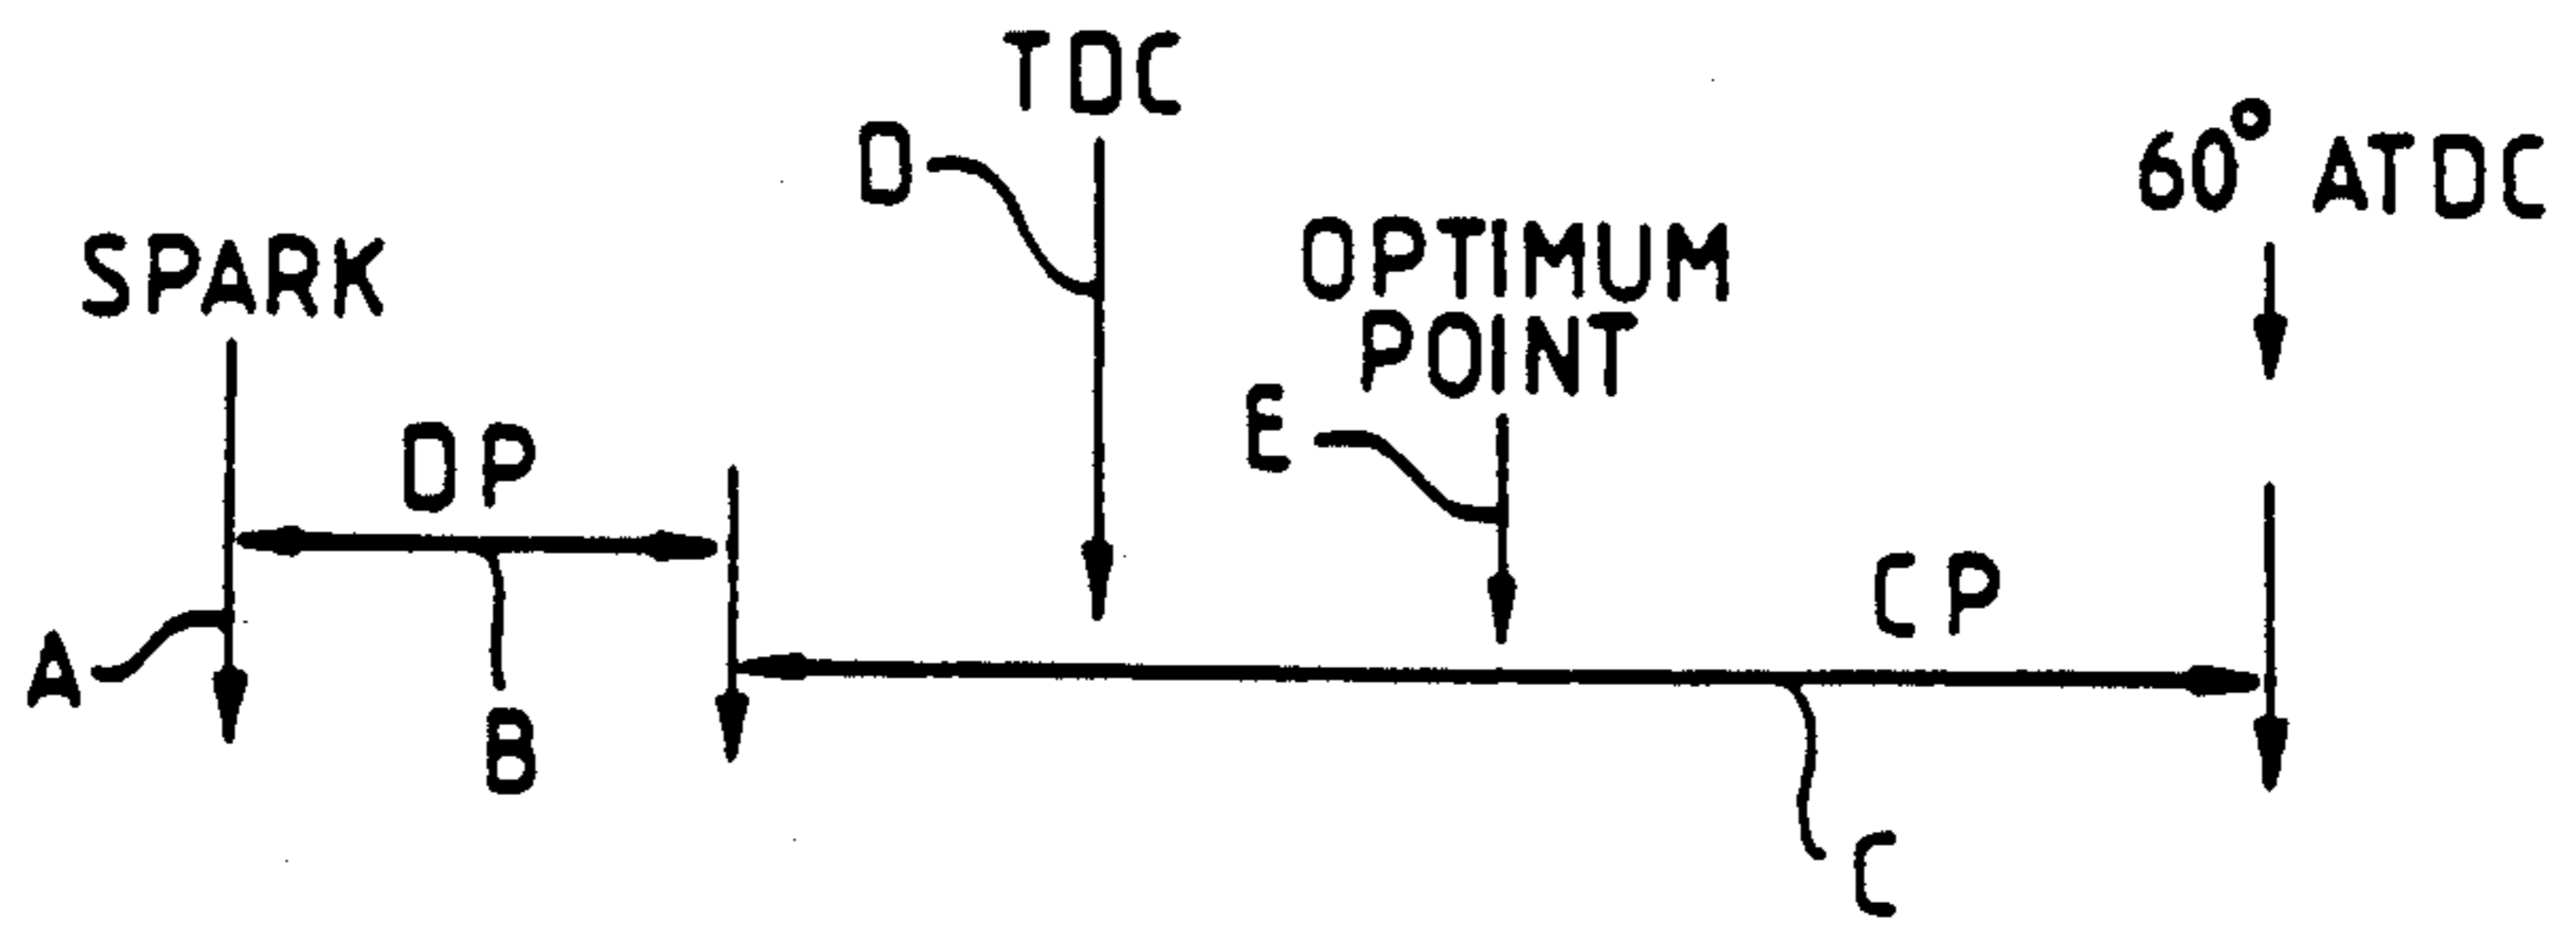 TDC
D
60° ATDC
SPARK
OPTIMUM
POINT
E
DP
CP
A
B
C